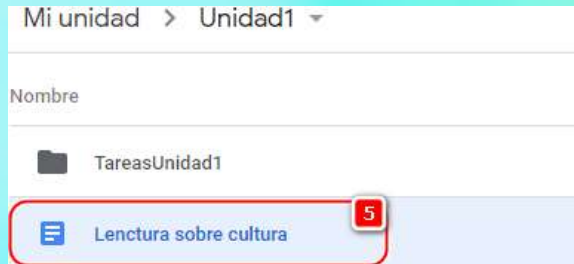 Mi unidad > Unidad1
Nombre
TareasUnidad1
5
Lenctura sobre cultura